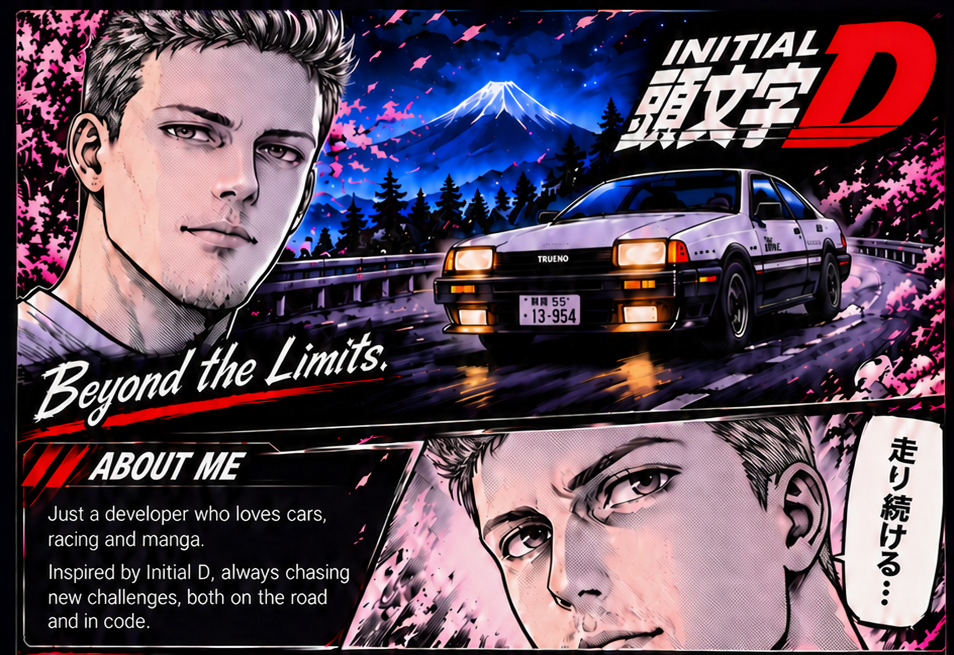 INITIAL
頭文字D
TRUENO
55
13-954
Beyond the Limits.
ABOUT ME
Just a developer who loves cars,
racing and manga.
Inspired by Initial D, always chasing
new challenges, both on the road
and in code.
走り続ける…